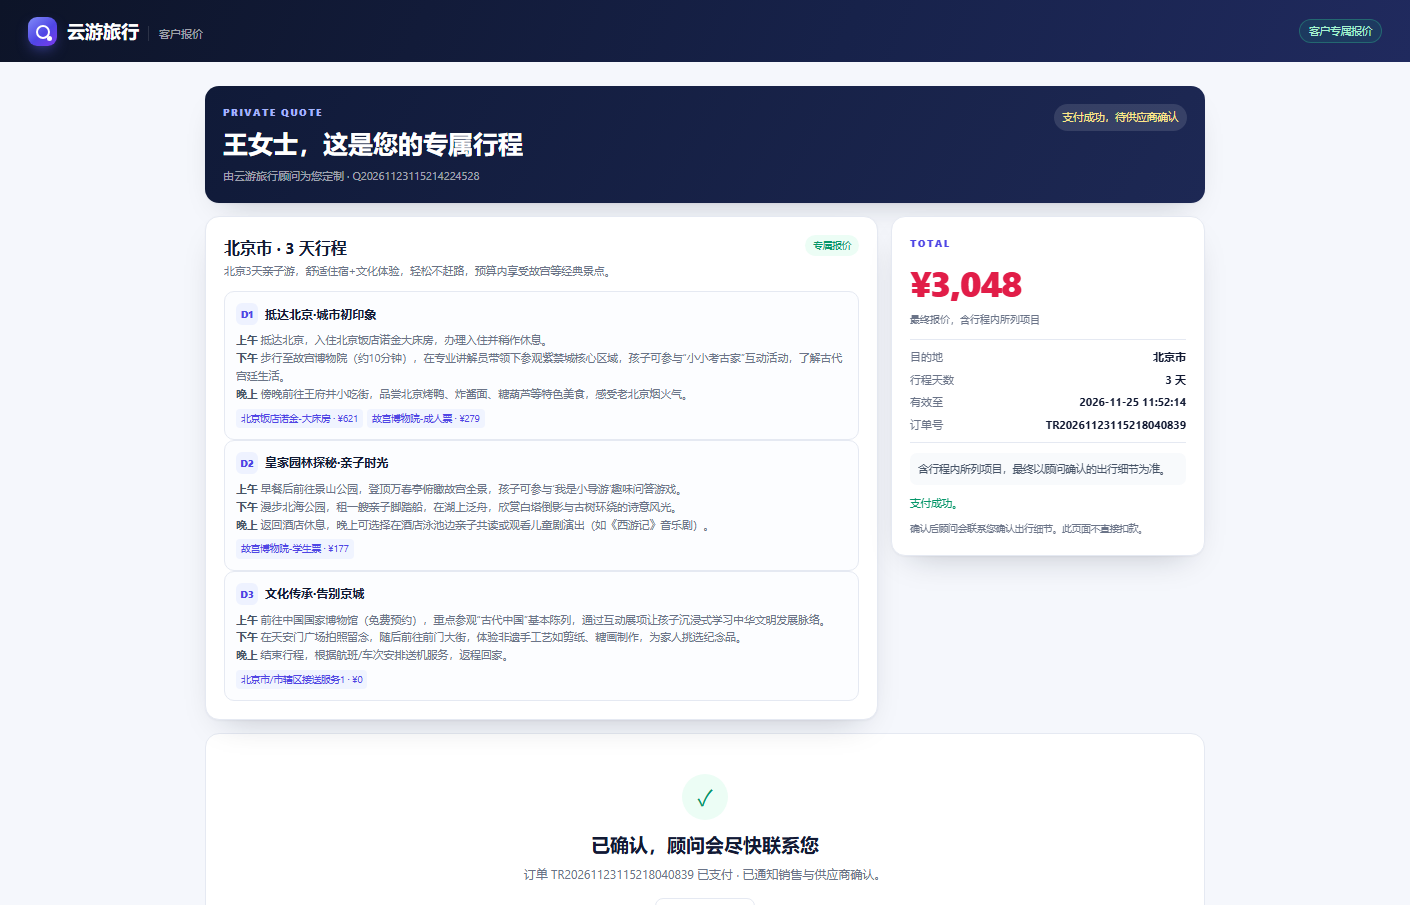 云游旅行 客户报价
客户专属报价
PRIVATE QUOTE
支付成功，待供应商确认
王女士，这是您的专属行程
由云游旅行顾问为您定制 · Q20261123115214224528
北京市 · 3 天行程
专属报价
北京3天亲子游，舒适住宿+文化体验，轻松不赶路，预算内享受故宫等经典景点。
D1 抵达北京·城市初印象
上午 抵达北京，入住北京饭店诺金大床房，办理入住并稍作休息。
下午 步行至故宫博物院（约10分钟），在专业讲解员带领下参观紫禁城核心区域，孩子可参与“小小考古家”互动活动，了解古代
宫廷生活。
晚上 傍晚前往王府井小吃街，品尝北京烤鸭、炸酱面、糖葫芦等特色美食，感受老北京烟火气。
北京饭店诺金-大床房 · ¥621 故宫博物院-成人票 · ¥279
D2 皇家园林探秘·亲子时光
上午 早餐后前往景山公园，登顶万春亭俯瞰故宫全景，孩子可参与‘我是小导游’趣味问答游戏。
下午 漫步北海公园，租一艘亲子脚踏船，在湖上泛舟，欣赏白塔倒影与古树环绕的诗意风光。
晚上 返回酒店休息，晚上可选择在酒店泳池边亲子共读或观看儿童剧演出（如《西游记》音乐剧）。
故宫博物院-学生票 · ¥177
D3 文化传承·告别京城
上午 前往中国国家博物馆（免费预约），重点参观“古代中国”基本陈列，通过互动展项让孩子沉浸式学习中华文明发展脉络。
下午 在天安门广场拍照留念，随后前往前门大街，体验非遗手工艺如剪纸、糖画制作，为家人挑选纪念品。
晚上 结束行程，根据航班/车次安排送机服务，返程回家。
北京市/市辖区接送服务1 · ¥0
TOTAL
¥3,048
最终报价，含行程内所列项目
目的地 北京市
行程天数 3 天
有效至 2026-11-25 11:52:14
订单号 TR20261123115218040839
含行程内所列项目，最终以顾问确认的出行细节为准。
支付成功。
确认后顾问会联系您确认出行细节。此页面不直接扣款。
✓
已确认，顾问会尽快联系您
订单 TR20261123115218040839 已支付 · 已通知销售与供应商确认。